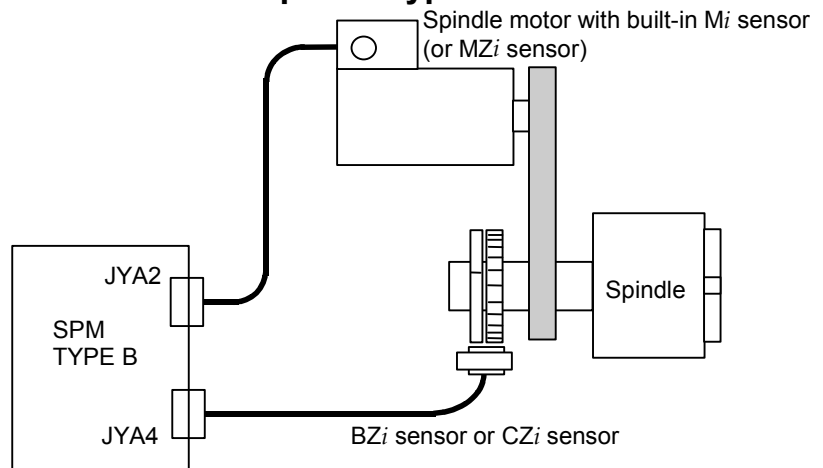 Spindle motor with built-in Mi sensor
(or MZi sensor)
JYA2
Spindle
SPM
TYPE B
JYA4
BZi sensor or CZi sensor